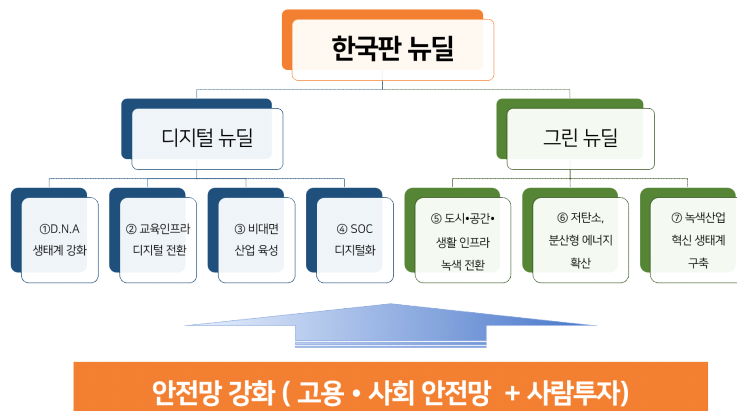 한국판 뉴딜
디지털 뉴딜
그린 뉴딜
①D.N.A
생태계 강화
② 교육인프라
디지털 전환
③ 비대면
산업 육성
④ SOC
디지털화
⑤ 도시•공간•
생활 인프라
녹색 전환
⑥ 저탄소,
분산형 에너지
확산
⑦ 녹색산업
혁신 생태계
구축
안전망 강화 ( 고용 • 사회 안전망 + 사람투자)